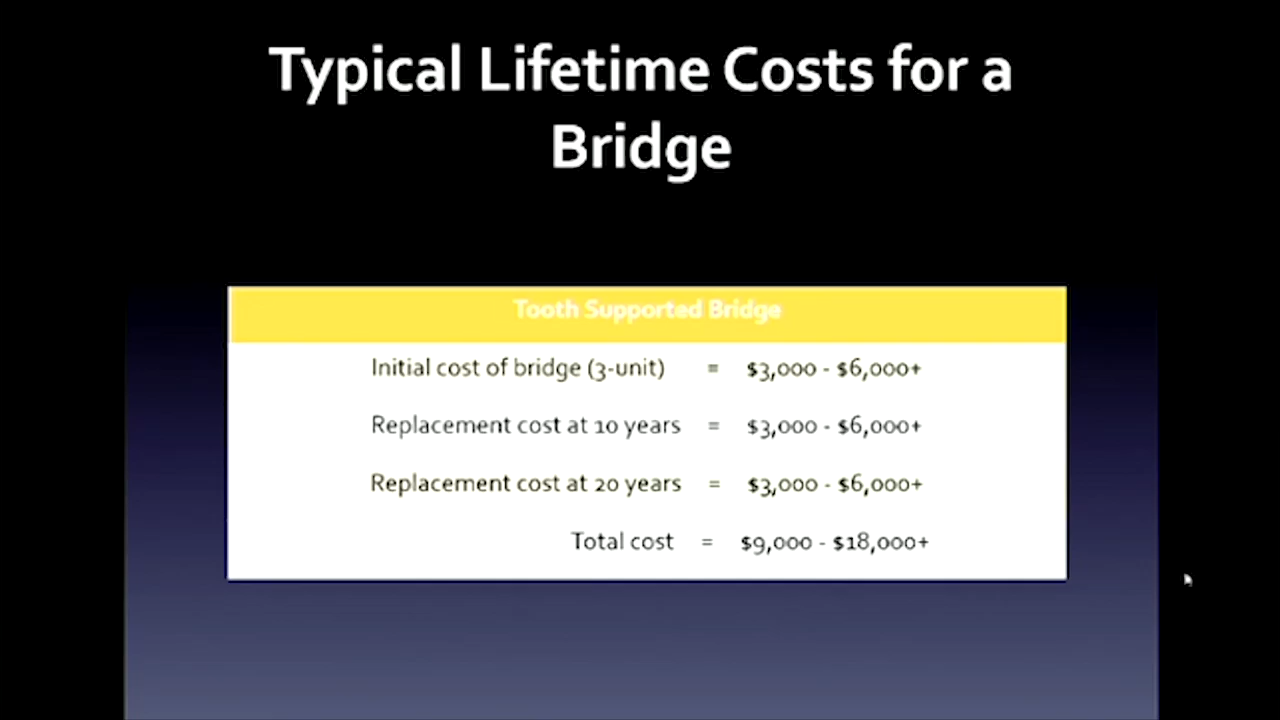 Typical Lifetime Costs for a
Bridge
Tooth Supported Bridge
Initial cost of bridge (3-unit) = $3,000 - $6,000+
Replacement cost at 10 years = $3,000 - $6,000+
Replacement cost at 20 years = $3,000 - $6,000+
Total cost = $9,000 - $18,000+